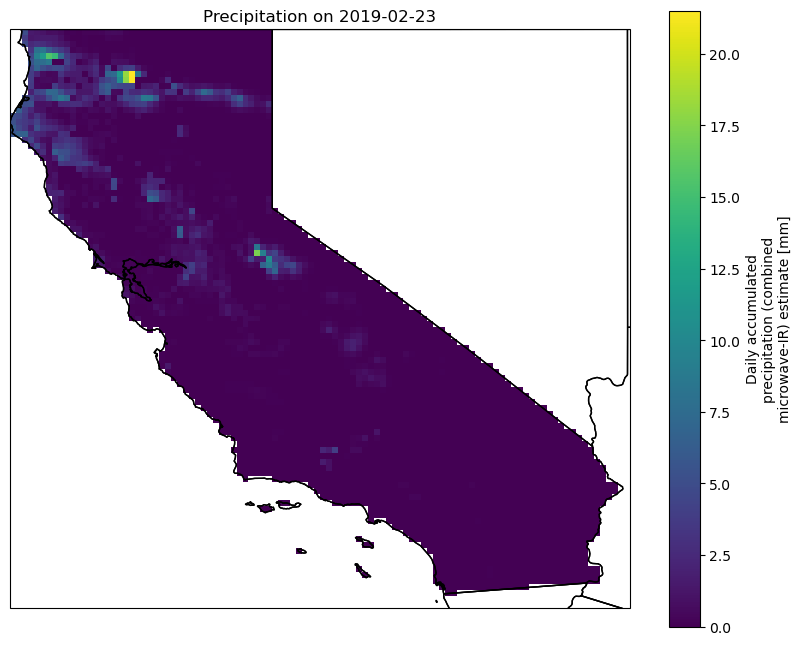 Precipitation on 2019-02-23
20.0
17.5
15.0
12.5
10.0
7.5
5.0
2.5
0.0
Daily accumulated
precipitation (combined
microwave-IR) estimate [mm]